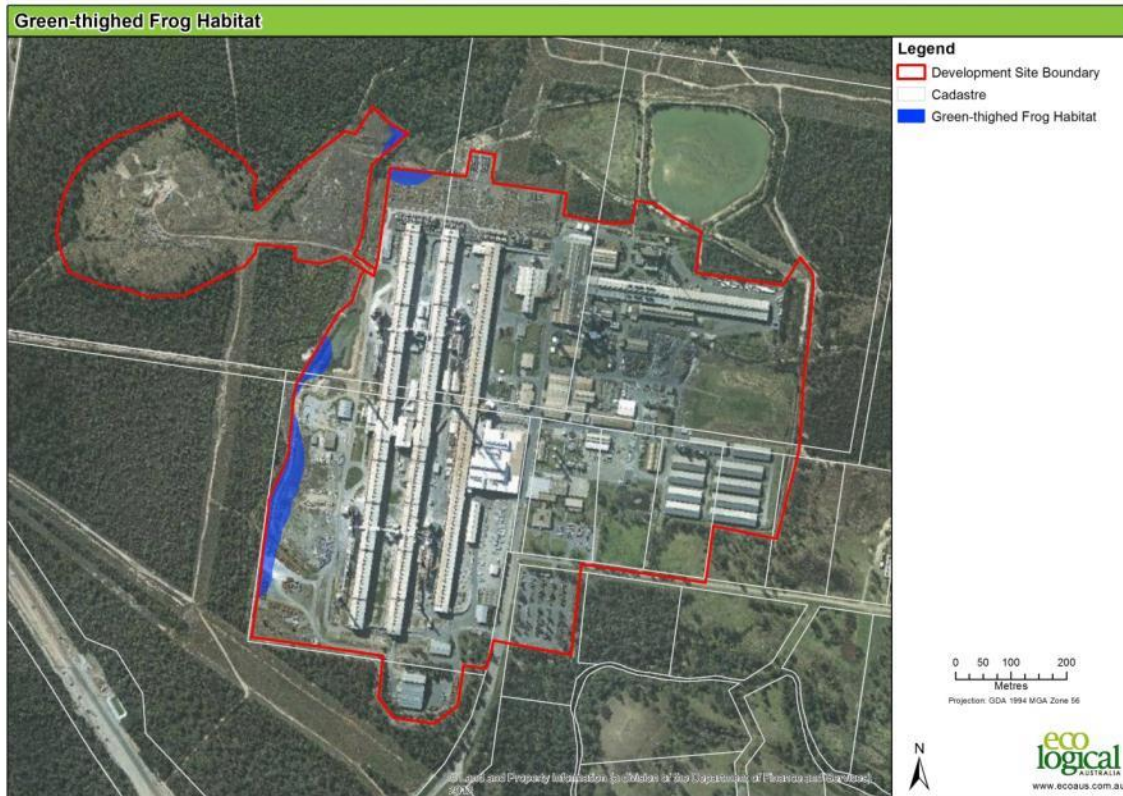 Green-thighed Frog Habitat
Legend
Development Site Boundary
Cadastre
Green-thighed Frog Habitat
0 50 100 200
Metres
Projection: GDA 1994 MGA Zone 56
N
eco
logical
AUSTRALIA
www.ecoaus.com.au
© Land and Property Information (a division of the Department of Finance and Services)